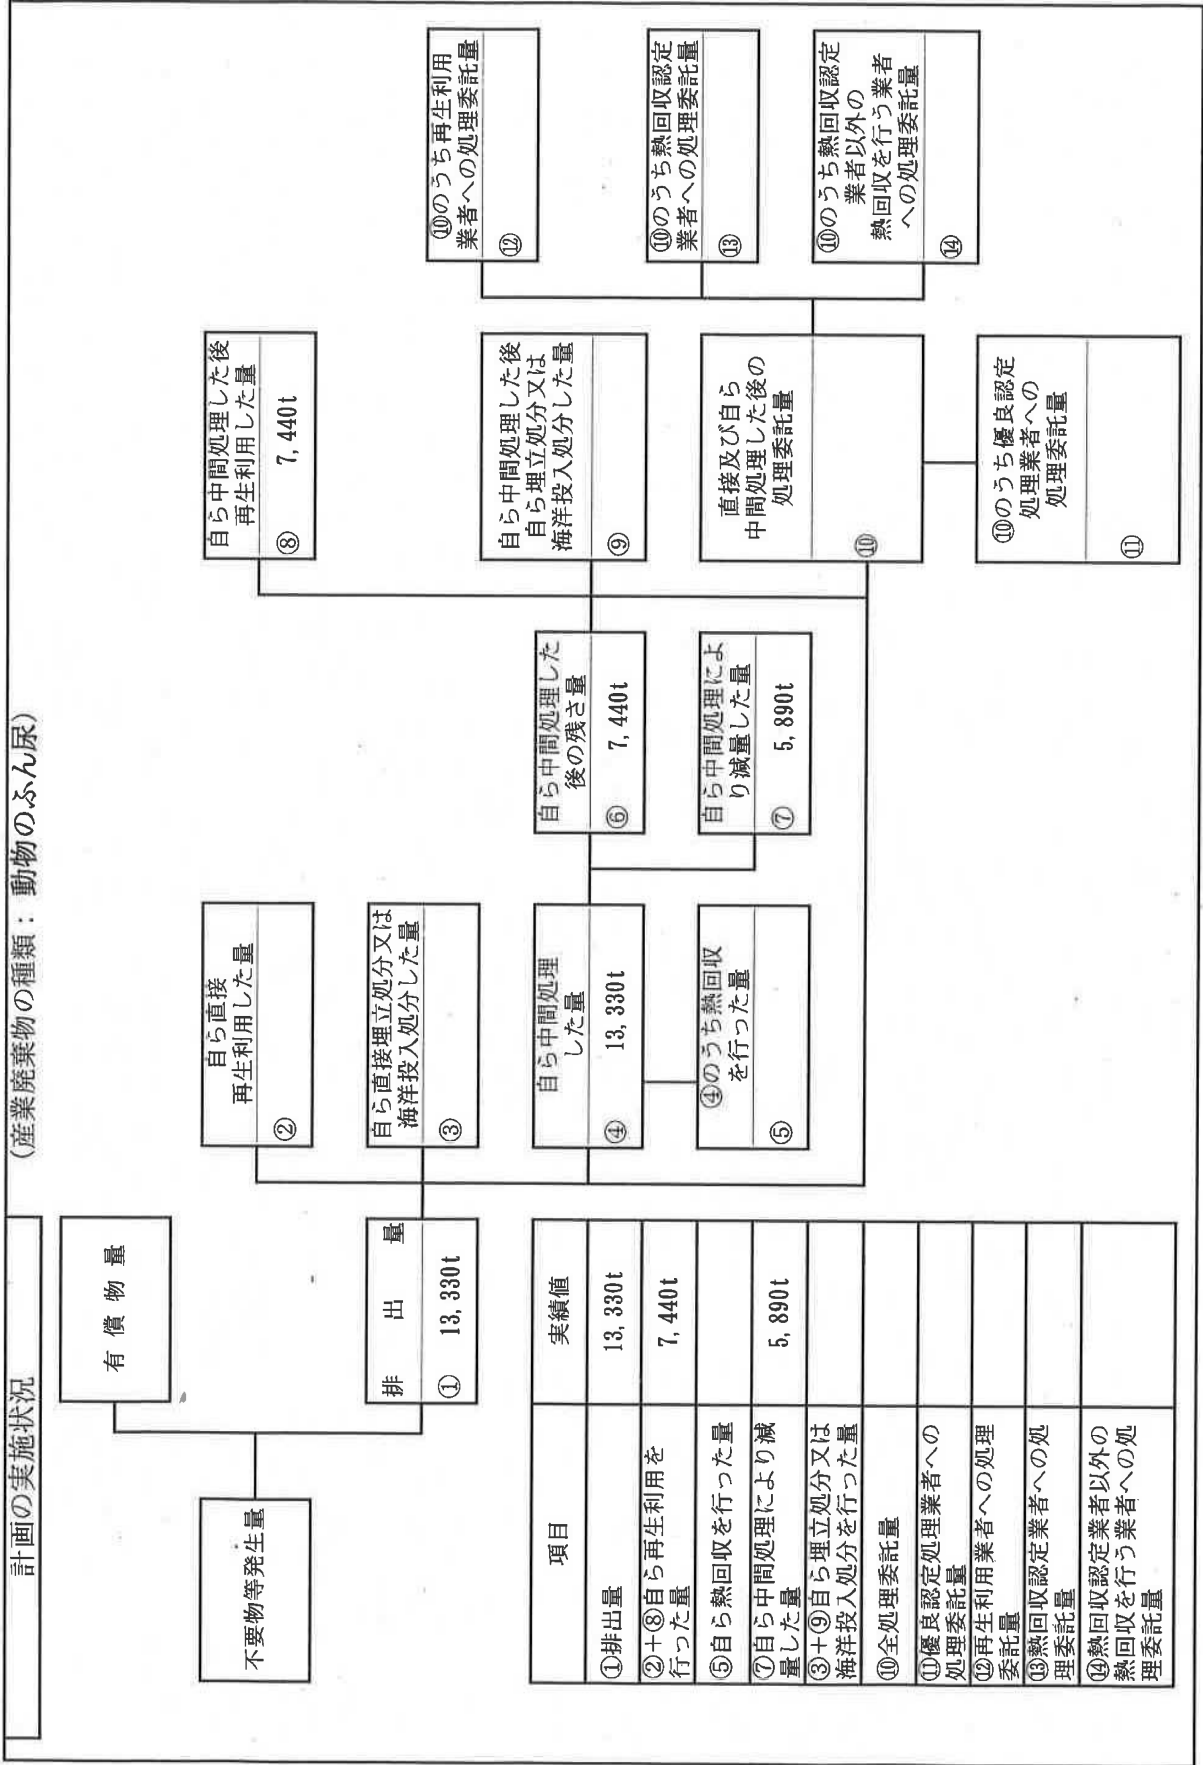 計画の実施状況
(産業廃棄物の種類：動物のふん尿)
不要物等発生量
有償物量
排出量
① 13,330t
自ら直接
再生利用した量
②
自ら直接埋立処分又は
海洋投入処分した量
③
自ら中間処理
した量
④ 13,330t
④のうち熱回収
を行った量
⑤
自ら中間処理した
後の残さ量
⑥ 7,440t
自ら中間処理によ
り減量した量
⑦ 5,890t
自ら中間処理した後
再生利用した量
⑧ 7,440t
自ら中間処理した後
自ら埋立処分又は
海洋投入処分した量
⑨
直接及び自ら
中間処理した後の
処理委託量
⑩
⑩のうち優良認定
処理業者への
処理委託量
⑪
⑩のうち再生利用
業者への処理委託量
⑫
⑩のうち熱回収認定
業者への処理委託量
⑬
⑩のうち熱回収認定
業者以外の
熱回収を行う業者
への処理委託量
⑭
項目 実績値
①排出量 13,330t
②+⑧自ら再生利用を
行った量 7,440t
⑤自ら熱回収を行った量
⑦自ら中間処理により減
量した量 5,890t
③+⑨自ら埋立処分又は
海洋投入処分を行った量
⑩全処理委託量
⑪優良認定処理業者への
処理委託量
⑫再生利用業者への処理
委託量
⑬熱回収認定業者への処
理委託量
⑭熱回収認定業者以外の
熱回収を行う業者への処
理委託量